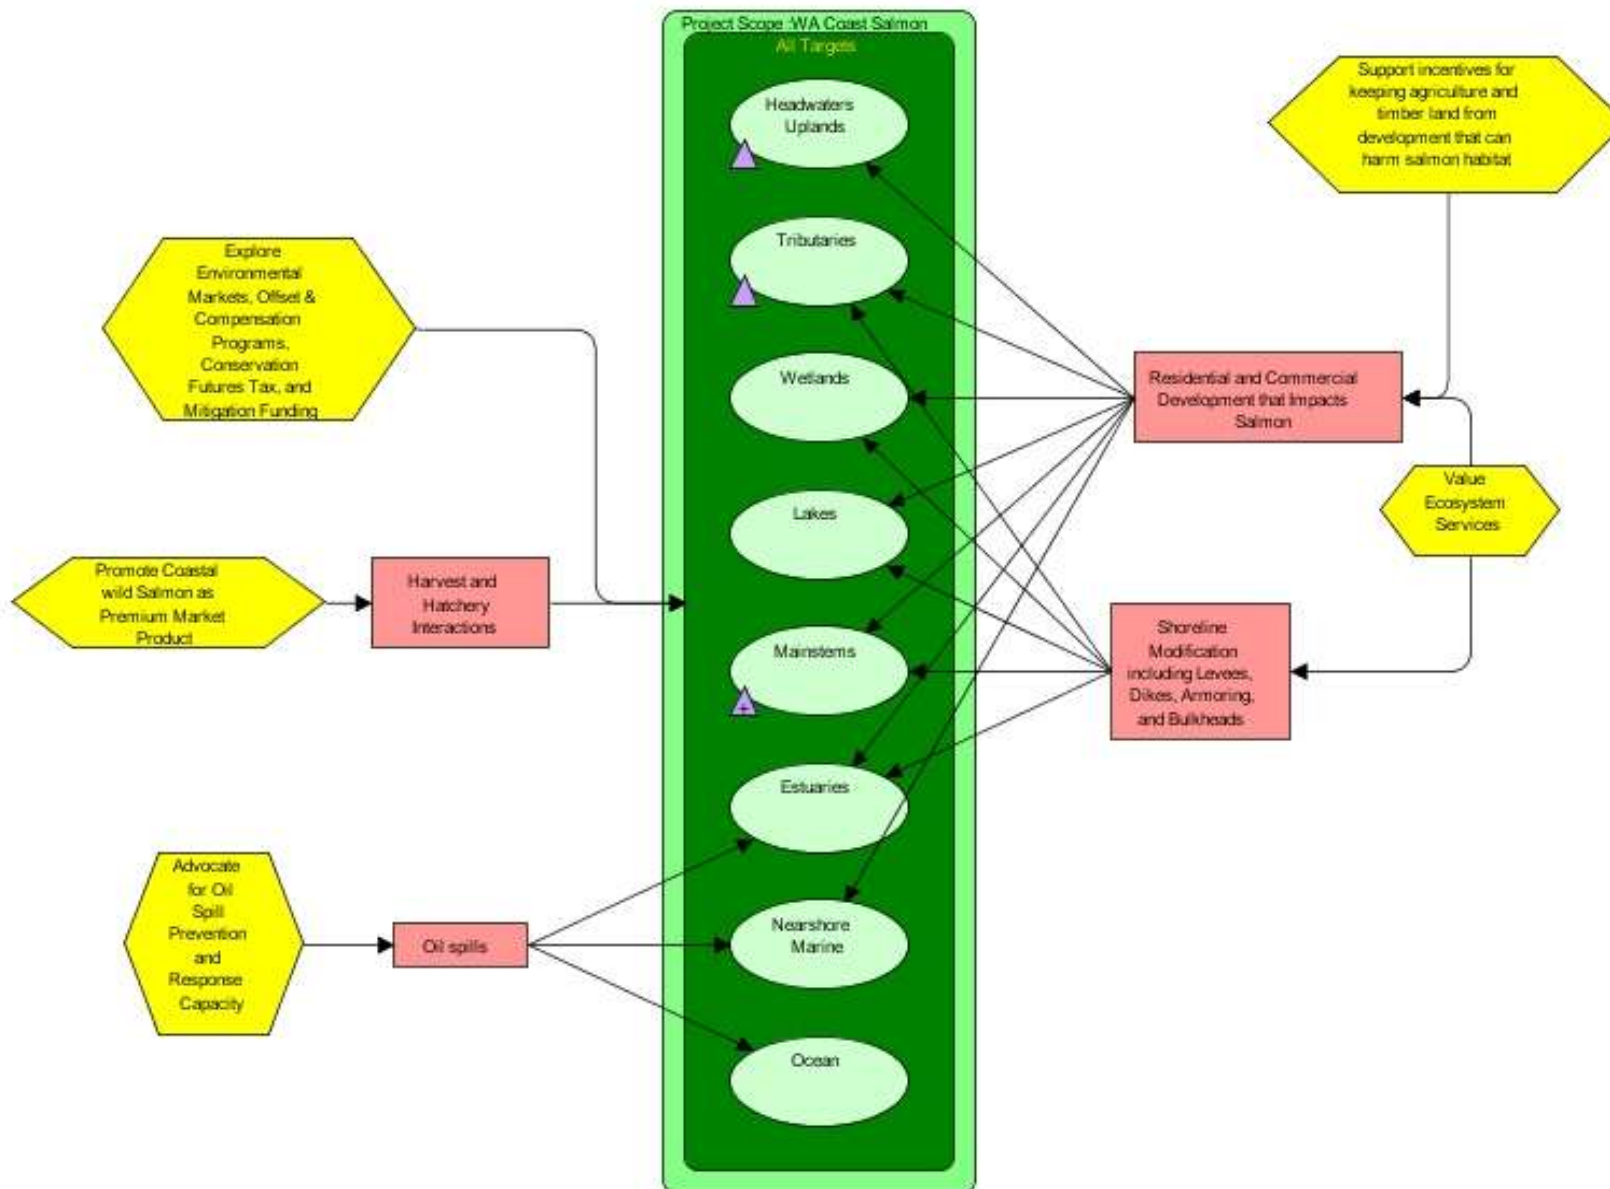 Project Scope :WA Coast Salmon
All Targets
Headwaters
Uplands
Tributaries
Wetlands
Lakes
Mainstems
+
Estuaries
Nearshore
Marine
Ocean
Explore
Environmental
Markets, Offset &
Compensation
Programs,
Conservation
Futures Tax, and
Mitigation Funding
Promote Coastal
wild Salmon as
Premium Market
Product
Harvest and
Hatchery
Interactions
Advocate
for Oil
Spill
Prevention
and
Response
Capacity
Oil spills
Support incentives for
keeping agriculture and
timber land from
development that can
harm salmon habitat
Residential and Commercial
Development that Impacts
Salmon
Value
Ecosystem
Services
Shoreline
Modification
including Levees,
Dikes, Armoring,
and Bulkheads